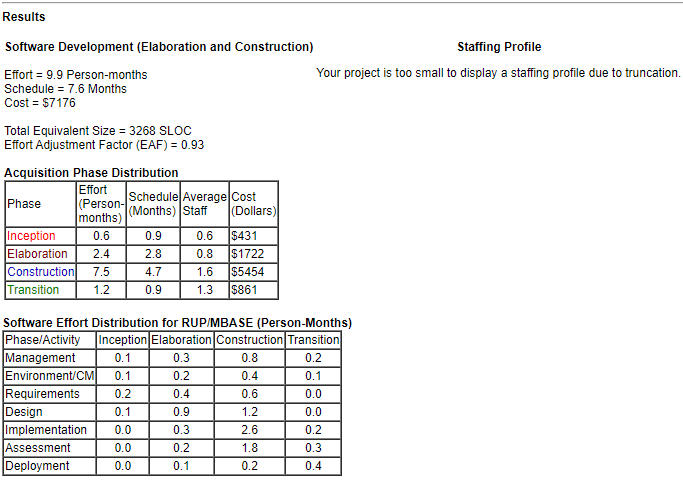 Results
Software Development (Elaboration and Construction)
Staffing Profile
Effort = 9.9 Person-months
Schedule = 7.6 Months
Cost = $7176
Your project is too small to display a staffing profile due to truncation.
Total Equivalent Size = 3268 SLOC
Effort Adjustment Factor (EAF) = 0.93
Acquisition Phase Distribution
Phase Effort (Person-months) Schedule (Months) Average Staff Cost (Dollars)
Inception 0.6 0.9 0.6 $431
Elaboration 2.4 2.8 0.8 $1722
Construction 7.5 4.7 1.6 $5454
Transition 1.2 0.9 1.3 $861
Software Effort Distribution for RUP/MBASE (Person-Months)
Phase/Activity Inception Elaboration Construction Transition
Management 0.1 0.3 0.8 0.2
Environment/CM 0.1 0.2 0.4 0.1
Requirements 0.2 0.4 0.6 0.0
Design 0.1 0.9 1.2 0.0
Implementation 0.0 0.3 2.6 0.2
Assessment 0.0 0.2 1.8 0.3
Deployment 0.0 0.1 0.2 0.4